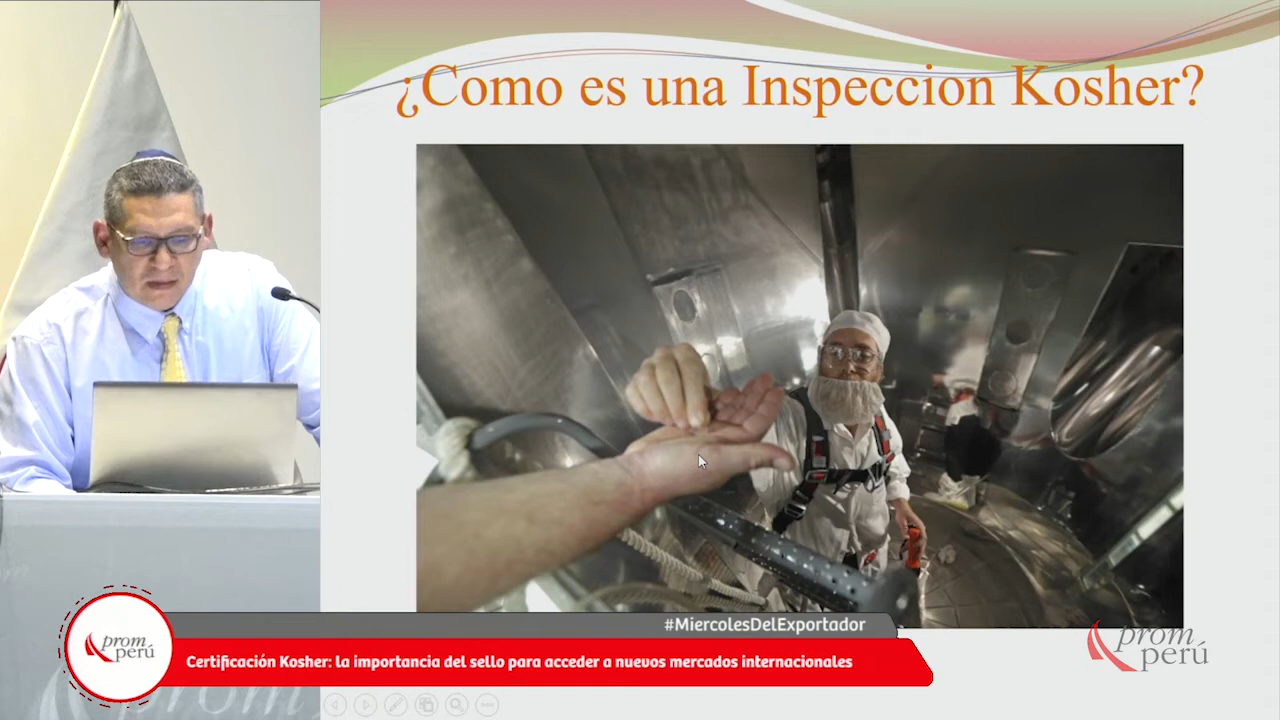 ¿Como es una Inspeccion Kosher?
#MiercolesDelExportador
prom
perú
Certificación Kosher: la importancia del sello para acceder a nuevos mercados internacionales
prom
perú